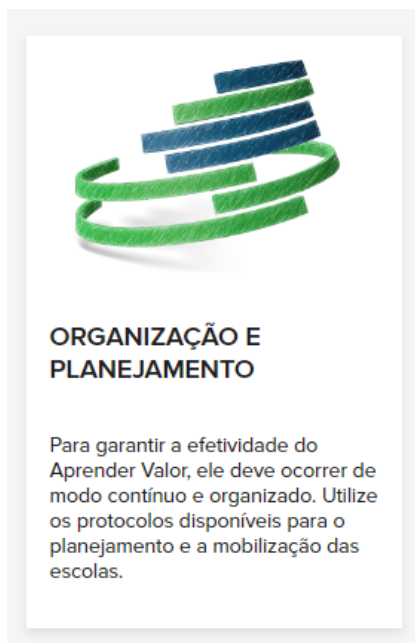 ORGANIZAÇÃO E
PLANEJAMENTO
Para garantir a efetividade do
Aprender Valor, ele deve ocorrer de
modo contínuo e organizado. Utilize
os protocolos disponíveis para o
planejamento e a mobilização das
escolas.